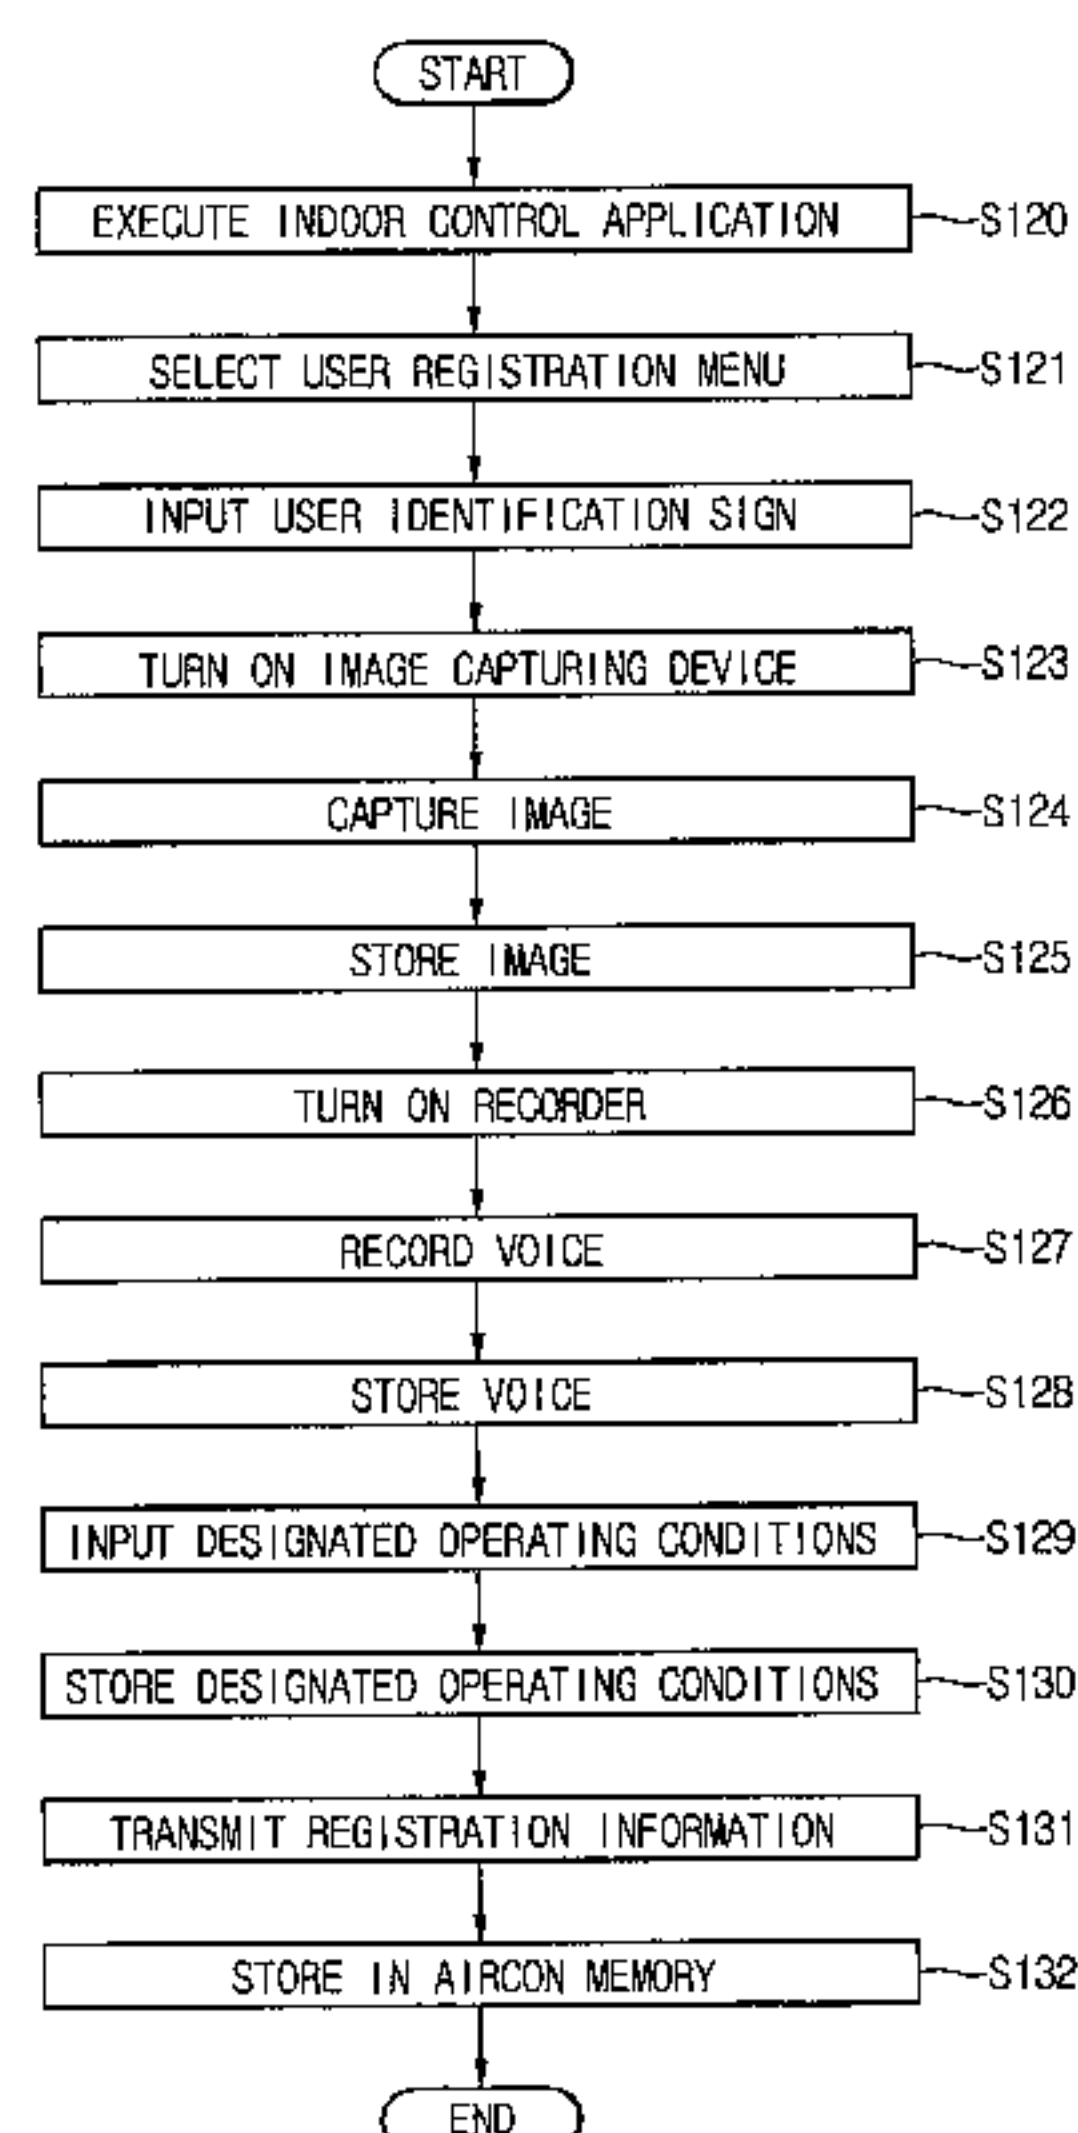 START
EXECUTE INDOOR CONTROL APPLICATION S120
SELECT USER REGISTRATION MENU S121
INPUT USER IDENTIFICATION SIGN S122
TURN ON IMAGE CAPTURING DEVICE S123
CAPTURE IMAGE S124
STORE IMAGE S125
TURN ON RECORDER S126
RECORD VOICE S127
STORE VOICE S128
INPUT DESIGNATED OPERATING CONDITIONS S129
STORE DESIGNATED OPERATING CONDITIONS S130
TRANSMIT REGISTRATION INFORMATION S131
STORE IN AIRCON MEMORY S132
END